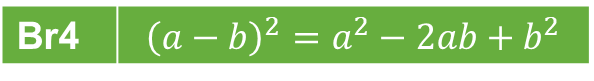 Br4 (a − b)² = a² − 2ab + b²